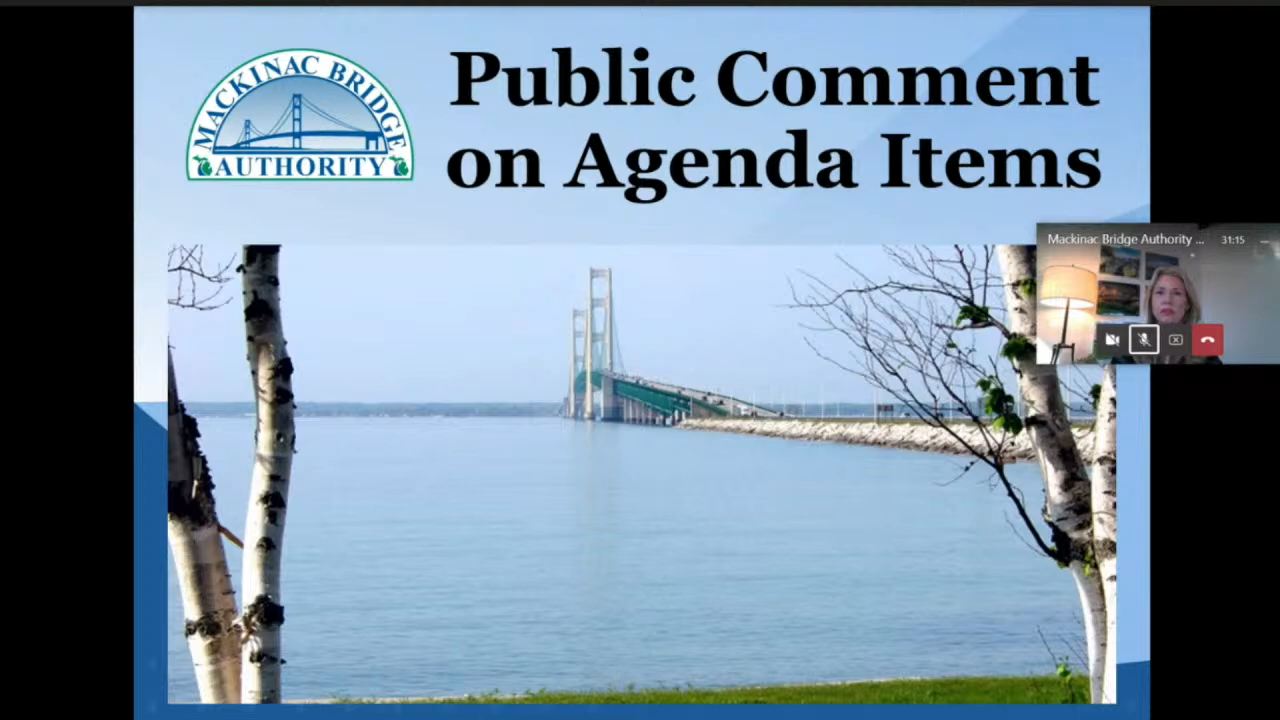 MACKINAC BRIDGE
AUTHORITY
Public Comment
on Agenda Items
Mackinac Bridge Authority ...
31:15